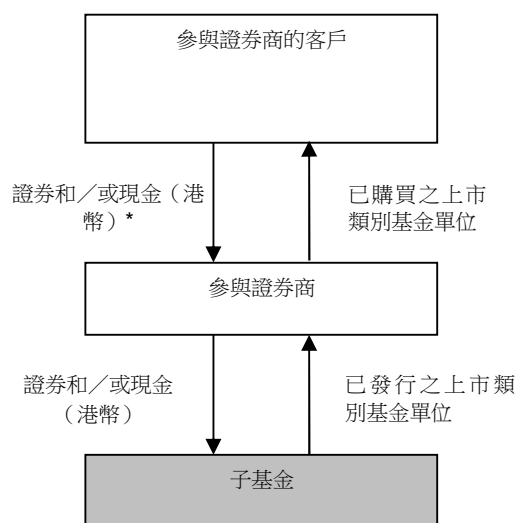 參與證券商的客戶
證券和／或現金（港
幣）*
已購買之上市
類別基金單位
參與證券商
證券和／或現金
（港幣）
已發行之上市類
別基金單位
子基金